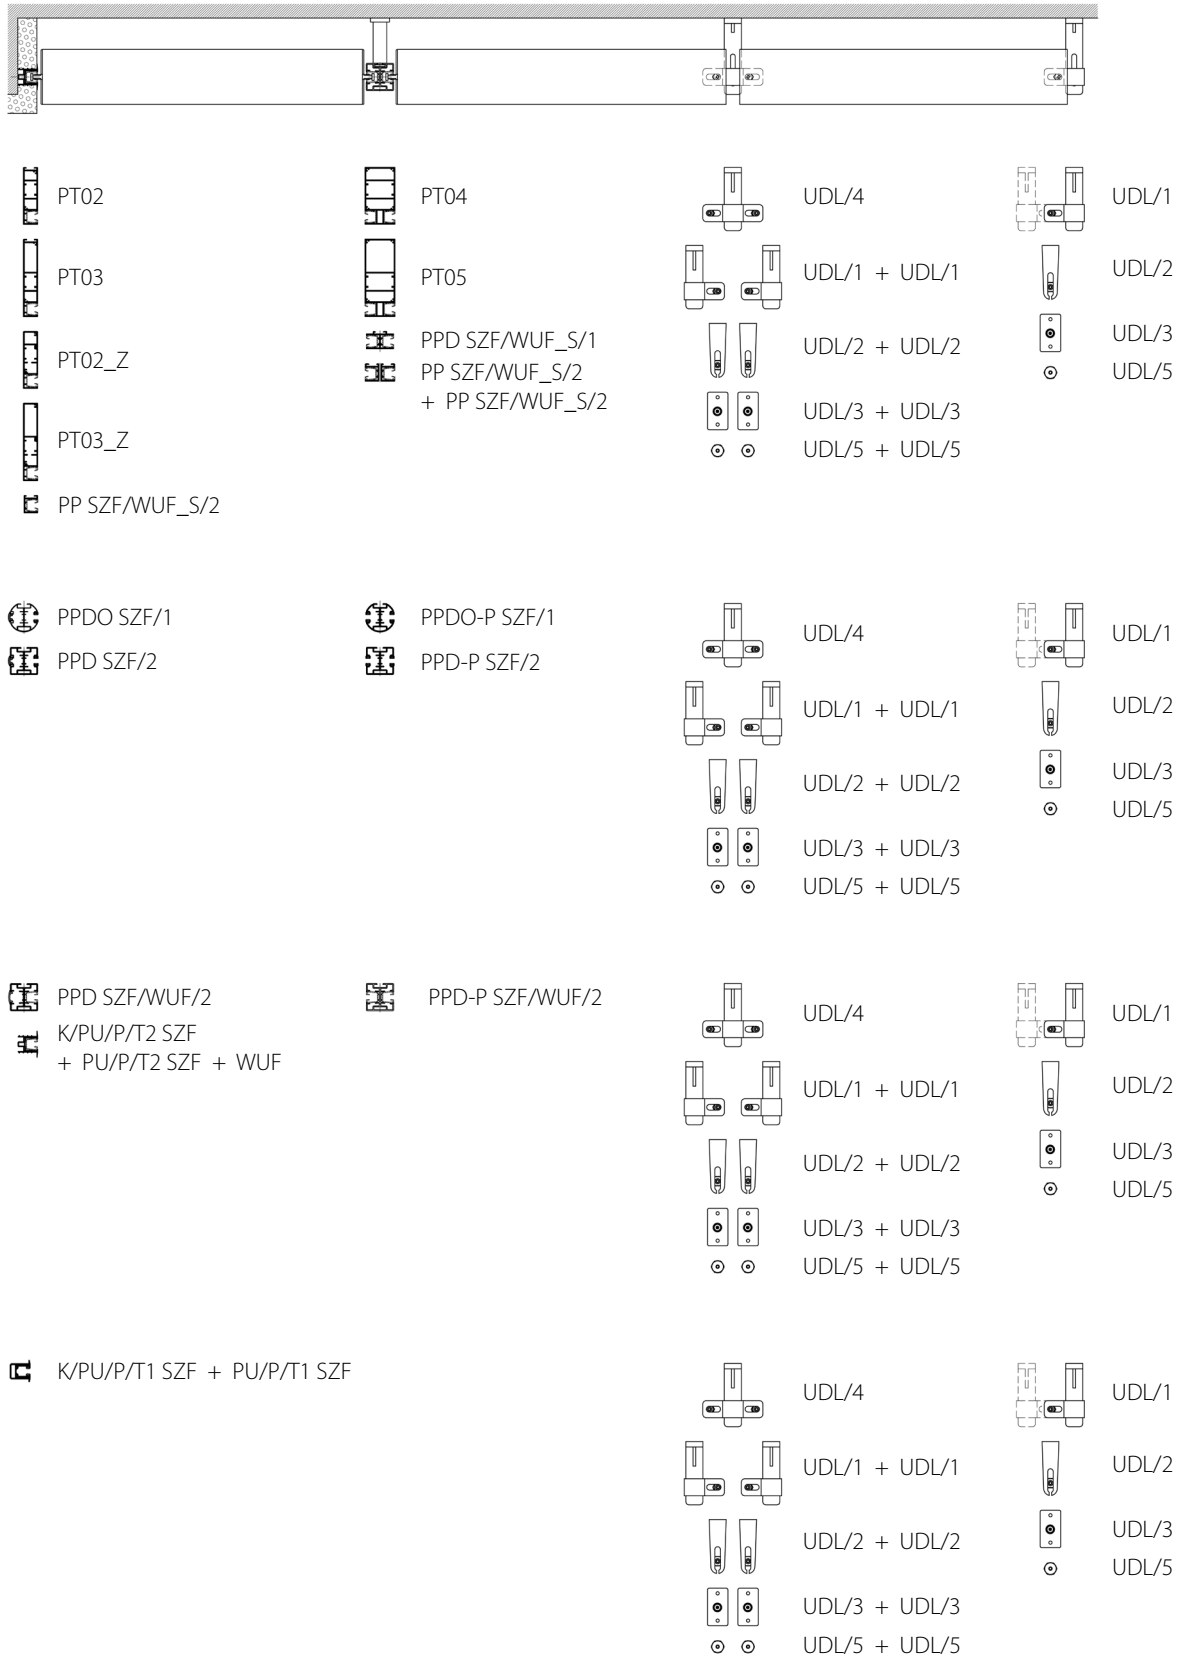 PT02
PT03
PT02_Z
PT03_Z
PP SZF/WUF_S/2
PT04
PT05
PPD SZF/WUF_S/1
PP SZF/WUF_S/2
+ PP SZF/WUF_S/2
UDL/4
UDL/1 + UDL/1
UDL/2 + UDL/2
UDL/3 + UDL/3
UDL/5 + UDL/5
UDL/1
UDL/2
UDL/3
UDL/5
PPDO SZF/1
PPD SZF/2
PPDO-P SZF/1
PPD-P SZF/2
UDL/4
UDL/1 + UDL/1
UDL/2 + UDL/2
UDL/3 + UDL/3
UDL/5 + UDL/5
UDL/1
UDL/2
UDL/3
UDL/5
PPD SZF/WUF/2
K/PU/P/T2 SZF
+ PU/P/T2 SZF + WUF
PPD-P SZF/WUF/2
UDL/4
UDL/1 + UDL/1
UDL/2 + UDL/2
UDL/3 + UDL/3
UDL/5 + UDL/5
UDL/1
UDL/2
UDL/3
UDL/5
K/PU/P/T1 SZF + PU/P/T1 SZF
UDL/4
UDL/1 + UDL/1
UDL/2 + UDL/2
UDL/3 + UDL/3
UDL/5 + UDL/5
UDL/1
UDL/2
UDL/3
UDL/5